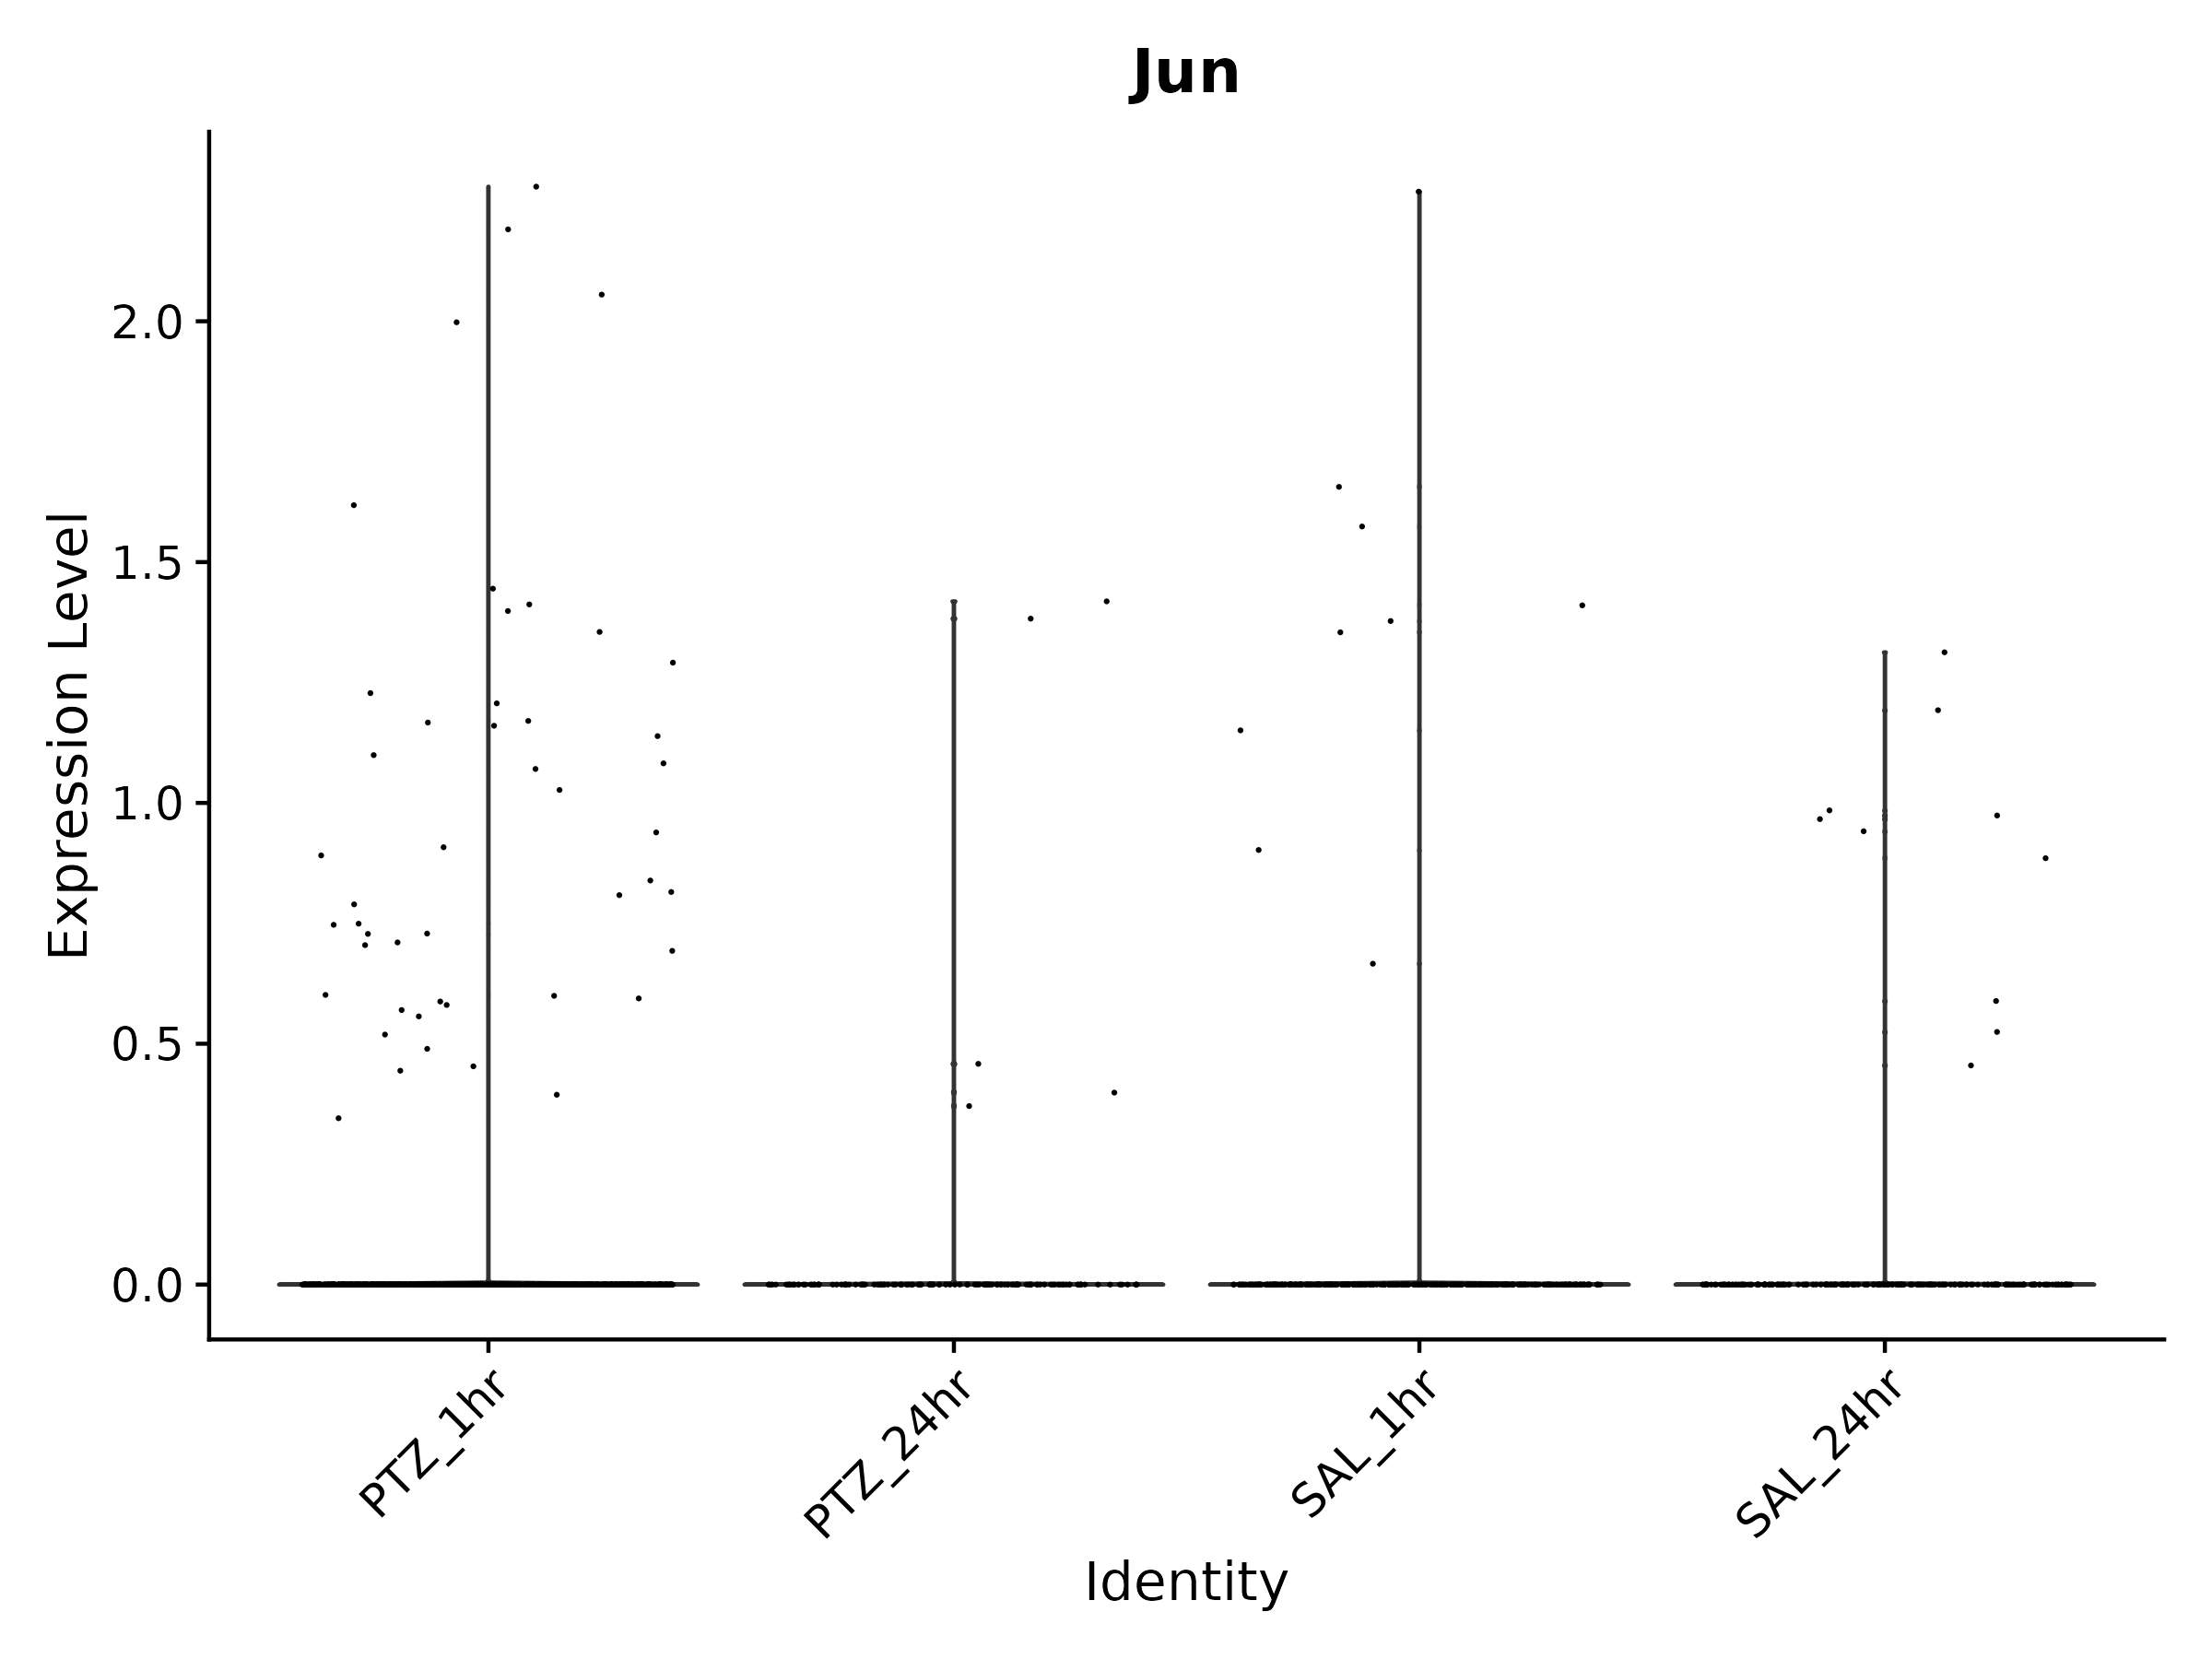 Jun
Expression Level
2.0
1.5
1.0
0.5
0.0
PTZ_1hr
PTZ_24hr
SAL_1hr
SAL_24hr
Identity